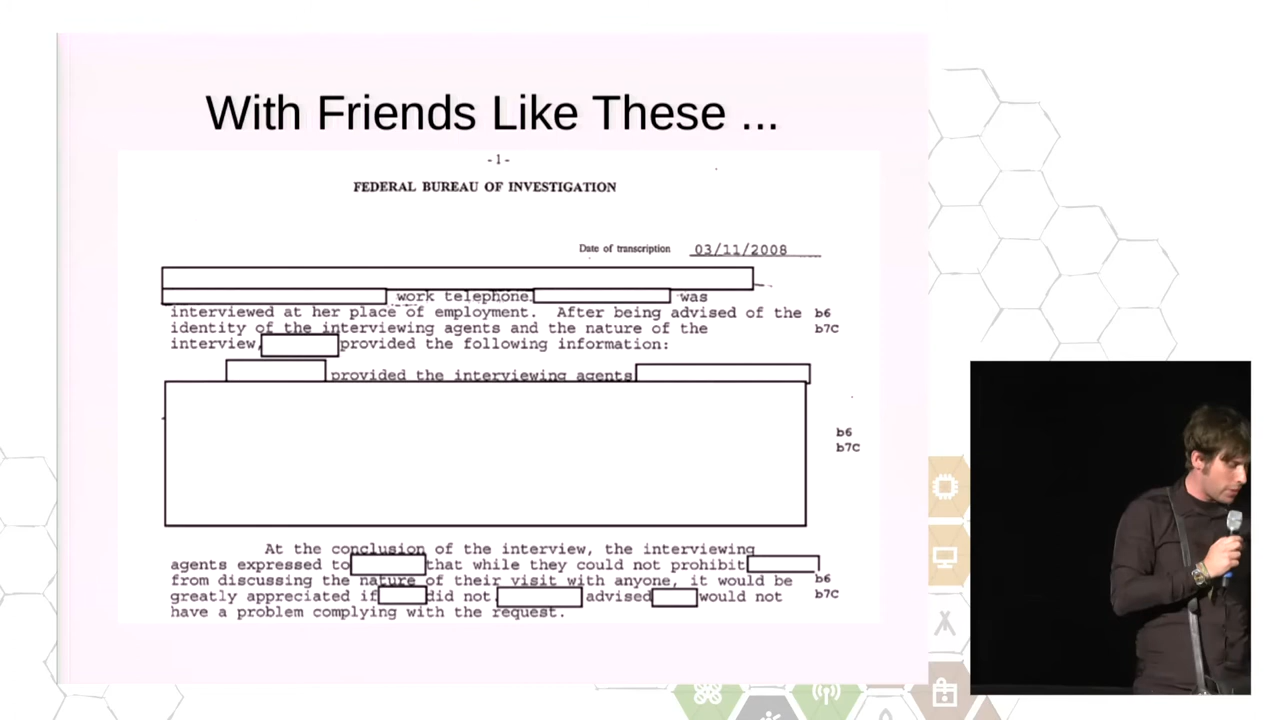 With Friends Like These ...
- 1 -
FEDERAL BUREAU OF INVESTIGATION
Date of transcription 03/11/2008
work telephone. was
interviewed at her place of employment. After being advised of the b6
identity of the interviewing agents and the nature of the b7C
interview, provided the following information:
provided the interviewing agents
b6
b7C
At the conclusion of the interview, the interviewing
agents expressed to that while they could not prohibit
from discussing the nature of their visit with anyone, it would be b6
greatly appreciated if did not. advised would not b7C
have a problem complying with the request.